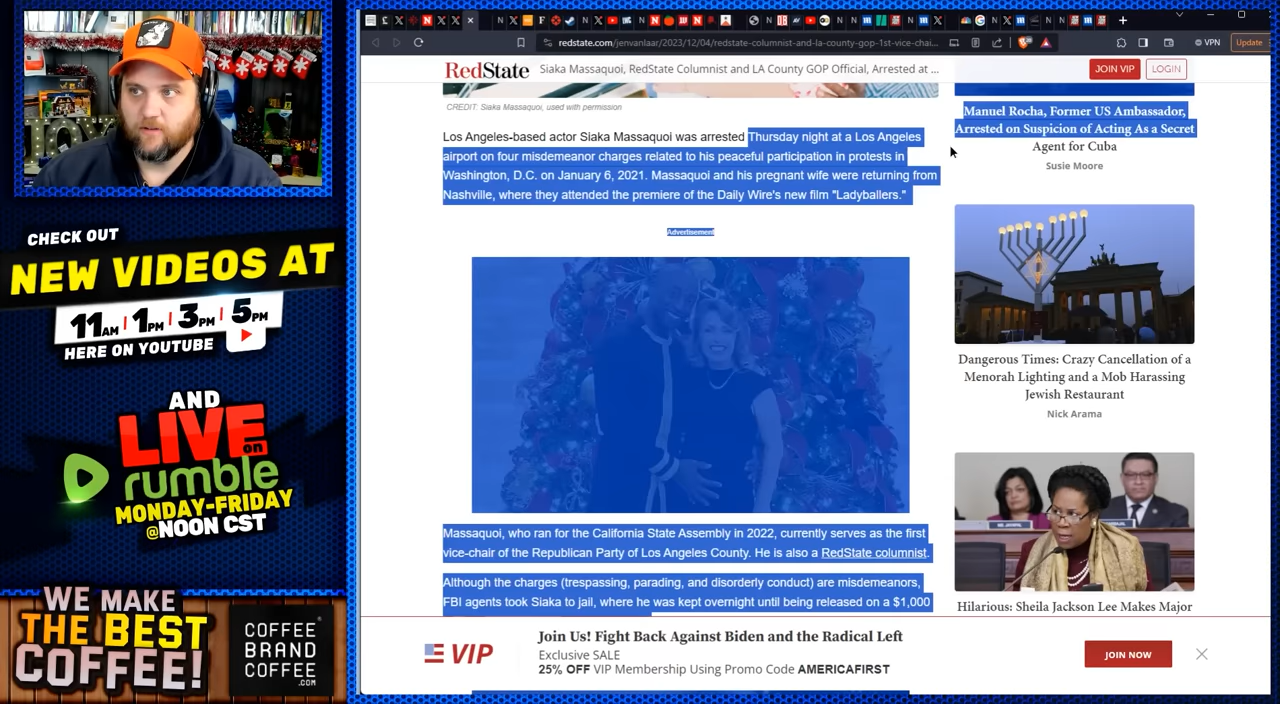 CHECK OUT
NEW VIDEOS AT
11AM | 1PM | 3PM | 5PM
HERE ON YOUTUBE
AND
LIVE on
rumble
MONDAY-FRIDAY
@NOON CST
WE MAKE
THE BEST
COFFEE!
COFFEE
BRAND
COFFEE
.COM
redstate.com/jenvanlaar/2023/12/04/redstate-columnist-and-la-county-gop-1st-vice-chai...
VPN
Update
RedState
Siaka Massaquoi, RedState Columnist and LA County GOP Official, Arrested at ...
JOIN VIP
LOGIN
CREDIT: Siaka Massaquoi, used with permission
Los Angeles-based actor Siaka Massaquoi was arrested Thursday night at a Los Angeles
airport on four misdemeanor charges related to his peaceful participation in protests in
Washington, D.C. on January 6, 2021. Massaquoi and his pregnant wife were returning from
Nashville, where they attended the premiere of the Daily Wire's new film "Ladyballers."
Advertisement
Massaquoi, who ran for the California State Assembly in 2022, currently serves as the first
vice-chair of the Republican Party of Los Angeles County. He is also a RedState columnist.
Although the charges (trespassing, parading, and disorderly conduct) are misdemeanors,
FBI agents took Siaka to jail, where he was kept overnight until being released on a $1,000
Manuel Rocha, Former US Ambassador,
Arrested on Suspicion of Acting As a Secret
Agent for Cuba
Susie Moore
Dangerous Times: Crazy Cancellation of a
Menorah Lighting and a Mob Harassing
Jewish Restaurant
Nick Arama
Hilarious: Sheila Jackson Lee Makes Major
VIP
Join Us! Fight Back Against Biden and the Radical Left
Exclusive SALE
25% OFF VIP Membership Using Promo Code AMERICAFIRST
JOIN NOW